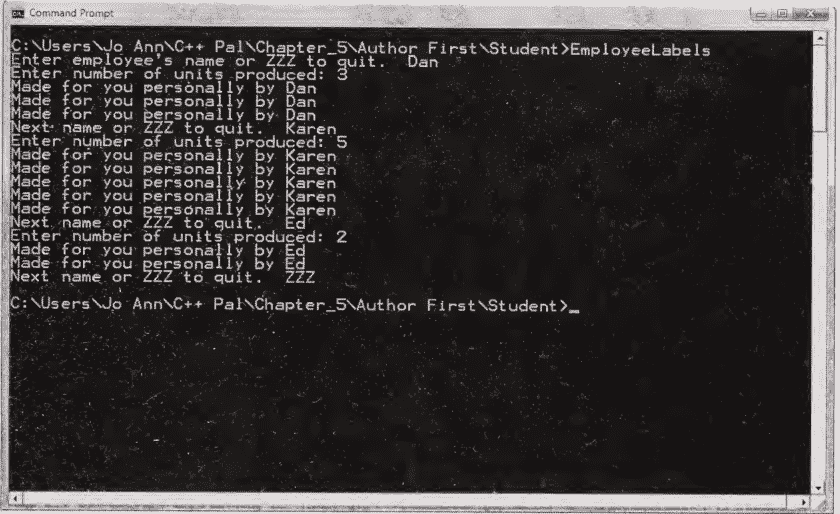 Command Prompt
C:\Users\Jo Ann\C++ Pal\Chapter_5\Author First\Student>EmployeeLabels
Enter employee's name or ZZZ to quit.  Dan
Enter number of units produced: 3
Made for you personally by Dan
Made for you personally by Dan
Made for you personally by Dan
Next name or ZZZ to quit.  Karen
Enter number of units produced: 5
Made for you personally by Karen
Made for you personally by Karen
Made for you personally by Karen
Made for you personally by Karen
Made for you personally by Karen
Next name or ZZZ to quit.  Ed
Enter number of units produced: 2
Made for you personally by Ed
Made for you personally by Ed
Next name or ZZZ to quit.  ZZZ
C:\Users\Jo Ann\C++ Pal\Chapter_5\Author First\Student>_